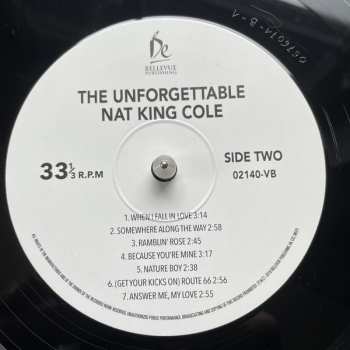 BELLEVUE
PUBLISHING
THE UNFORGETTABLE
NAT KING COLE
33 1/3 R.P.M
SIDE TWO
02140-VB
1. WHEN I FALL IN LOVE 3:14
2. SOMEWHERE ALONG THE WAY 2:58
3. RAMBLIN' ROSE 2:45
4. BECAUSE YOU'RE MINE 3:17
5. NATURE BOY 2:38
6. (GET YOUR KICKS ON) ROUTE 66 2:56
7. ANSWER ME, MY LOVE 2:55